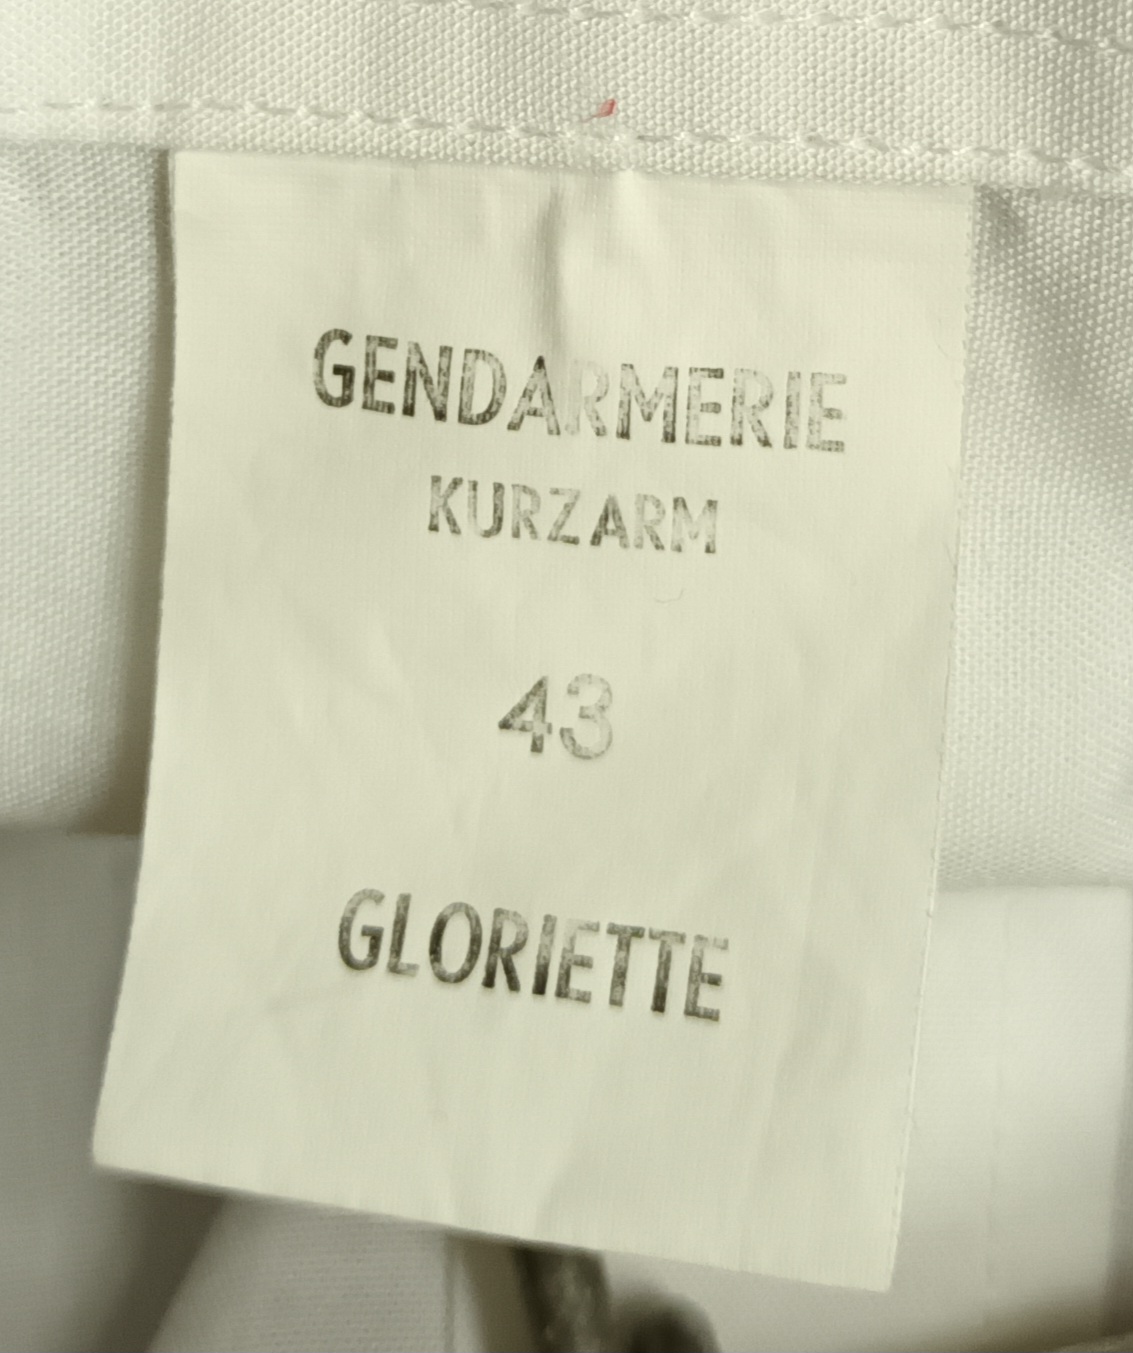 GENDARMERIE
KURZARM
43
GLORIETTE